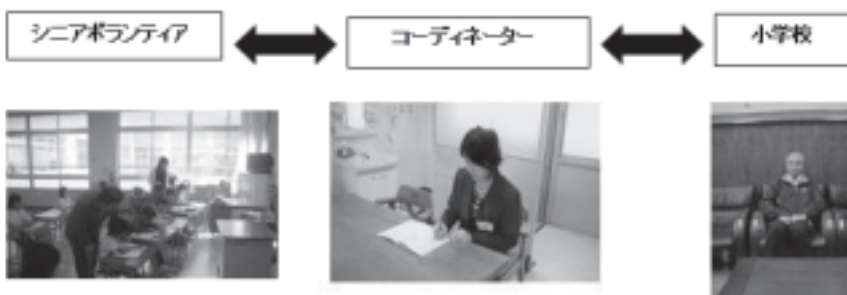 シニアボランティア
コーディネーター
小学校